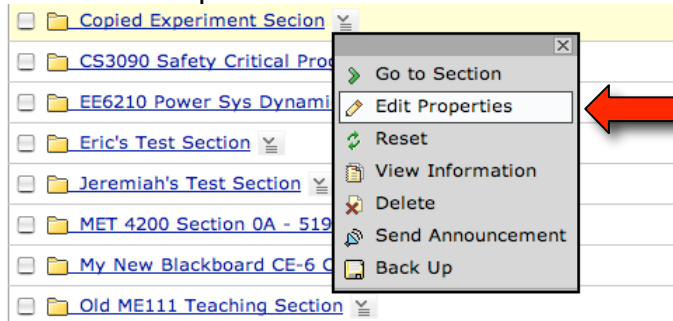 Copied Experiment Secion
CS3090 Safety Critical
EE6210 Power Sys
Eric's Test Section
Jeremiah's Test Section
MET 4200 Section 0A - 519
My New Blackboard CE-6
Old ME111 Teaching Section
Go to Section
Edit Properties
Reset
View Information
Delete
Send Announcement
Back Up